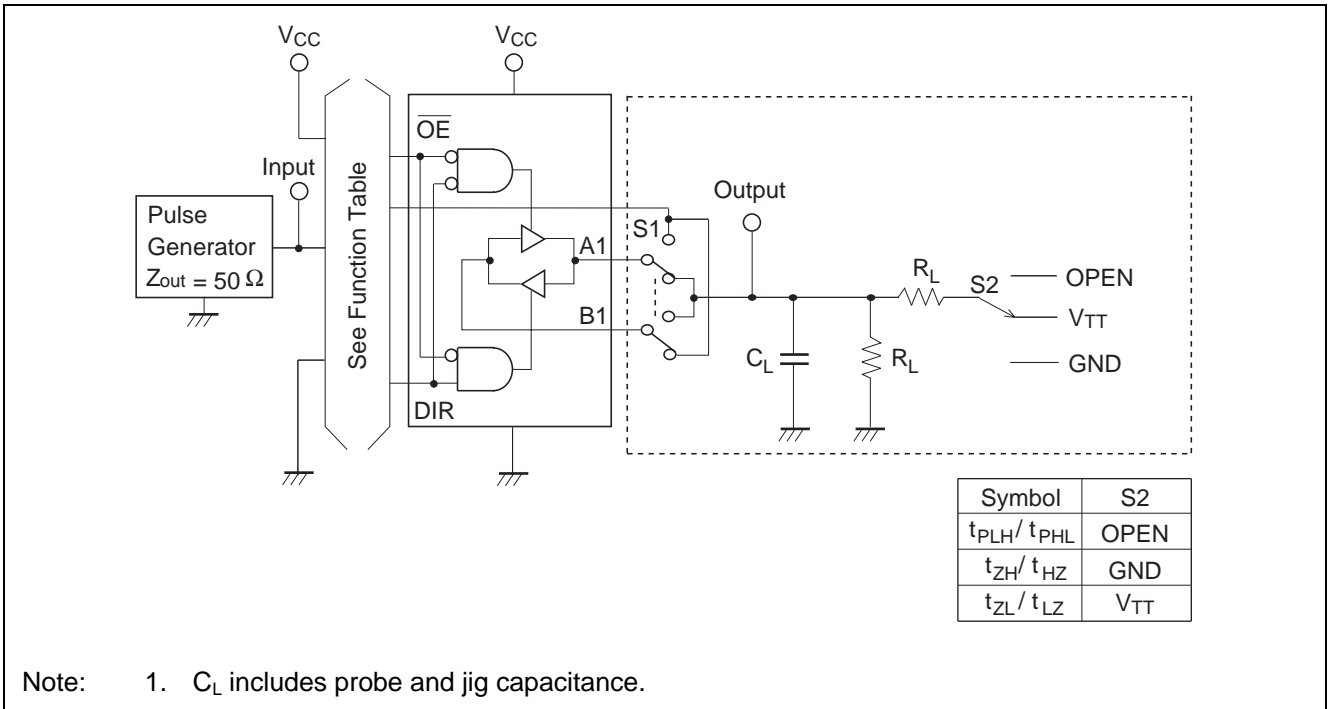 VCC
VCC
Input
Pulse
Generator
Zout = 50 Ω
See Function Table
OE
DIR
A1
B1
S1
Output
CL
RL
RL
S2
OPEN
VTT
GND
Symbol S2
tPLH/ tPHL OPEN
tZH/ tHZ GND
tZL/ tLZ VTT
Note: 1. CL includes probe and jig capacitance.